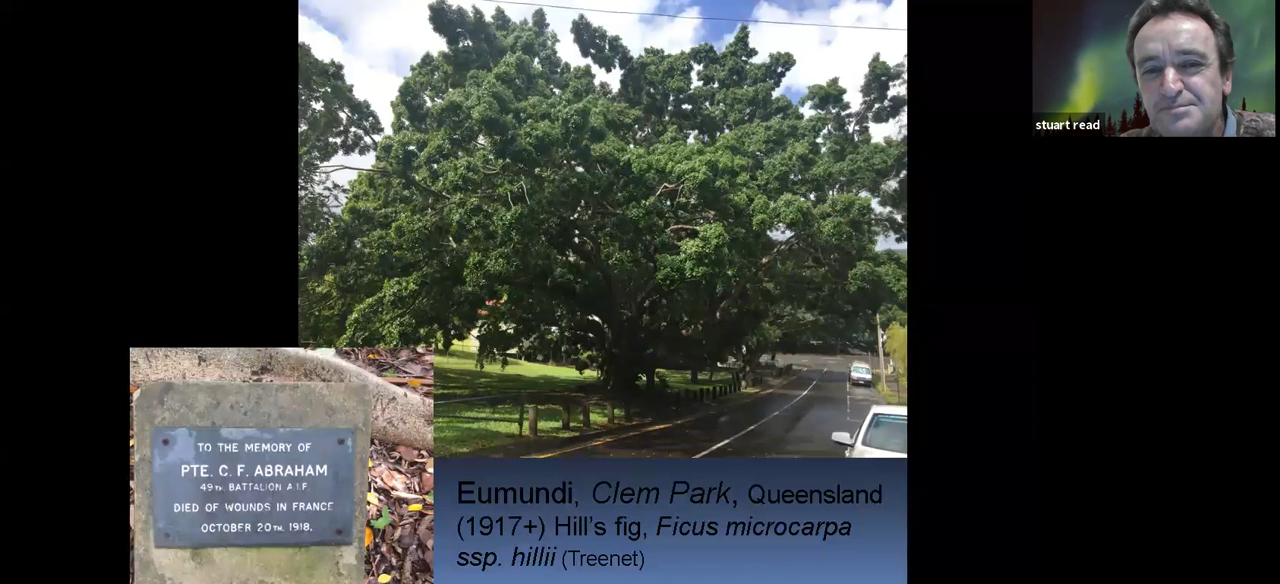 stuart read
TO THE MEMORY OF
PTE. C. F. ABRAHAM
49TH. BATTALION A.I.F.
DIED OF WOUNDS IN FRANCE
OCTOBER 20TH. 1918.
Eumundi, Clem Park, Queensland
(1917+) Hill's fig, Ficus microcarpa
ssp. hillii (Treenet)